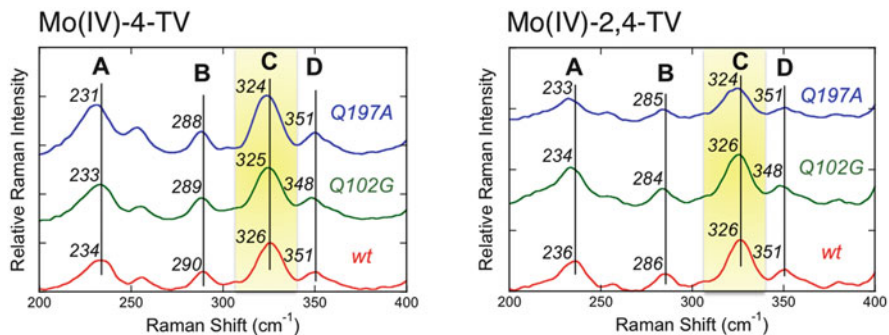 Mo(IV)-4-TV
A B C D
231 288 324 351 Q197A
233 289 325 348 Q102G
234 290 326 351 wt
Relative Raman Intensity
200 250 300 350 400
Raman Shift (cm⁻¹)
Mo(IV)-2,4-TV
A B C D
233 285 324 351 Q197A
234 284 326 348 Q102G
236 286 326 351 wt
Relative Raman Intensity
200 250 300 350 400
Raman Shift (cm⁻¹)